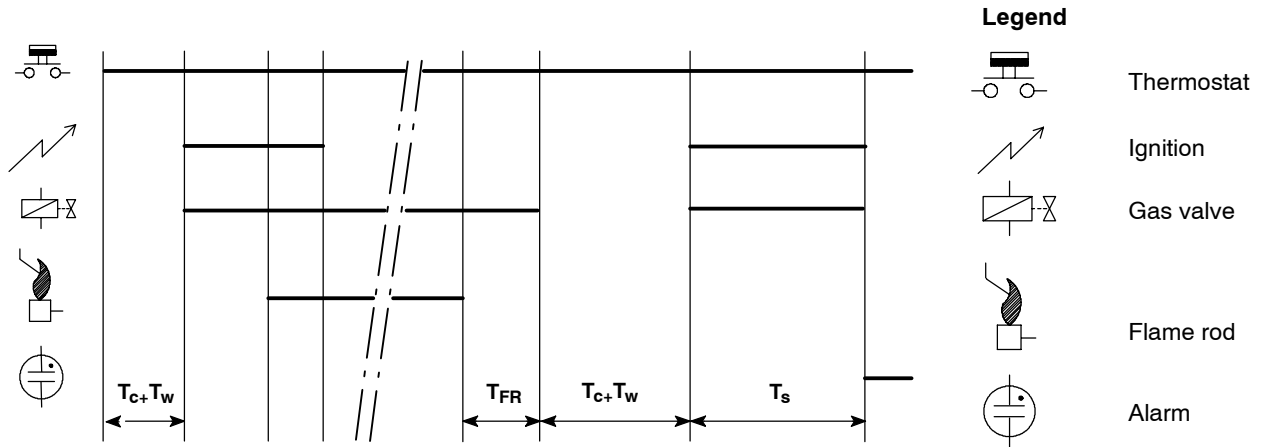 Legend
Thermostat
Ignition
Gas valve
Flame rod
Alarm
Tc+Tw
TFR
Tc+Tw
Ts